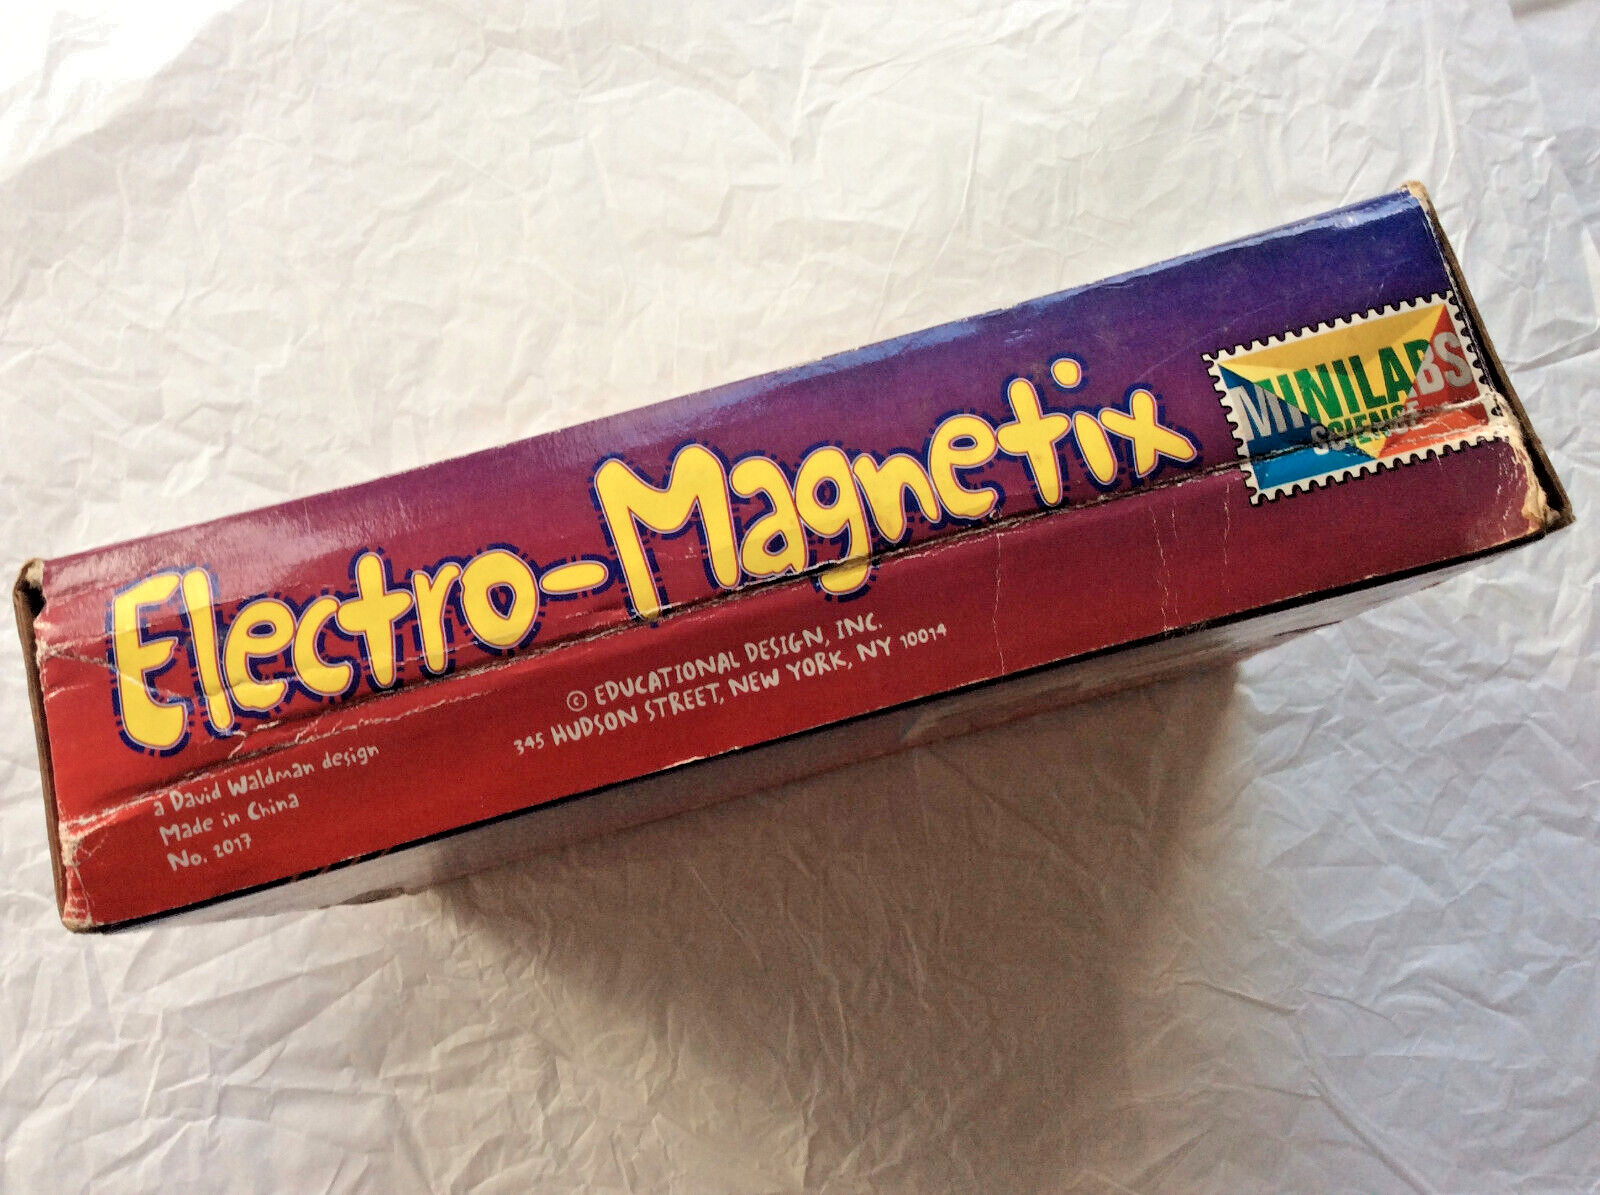 Electro-Magnetix
MINILABS
SCIENCE
© EDUCATIONAL DESIGN, INC.
345 HUDSON STREET, NEW YORK, NY 10014
a David Waldman design
Made in China
No. 2017